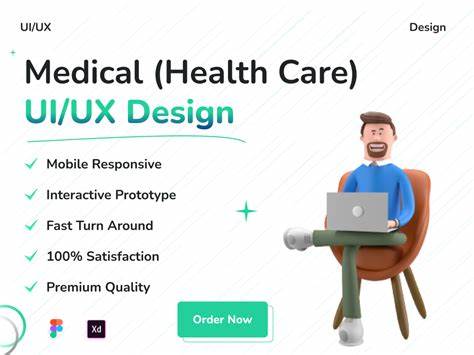 UI/UX
Design
Medical (Health Care)
UI/UX Design
Mobile Responsive
Interactive Prototype
Fast Turn Around
100% Satisfaction
Premium Quality
Xd
Order Now